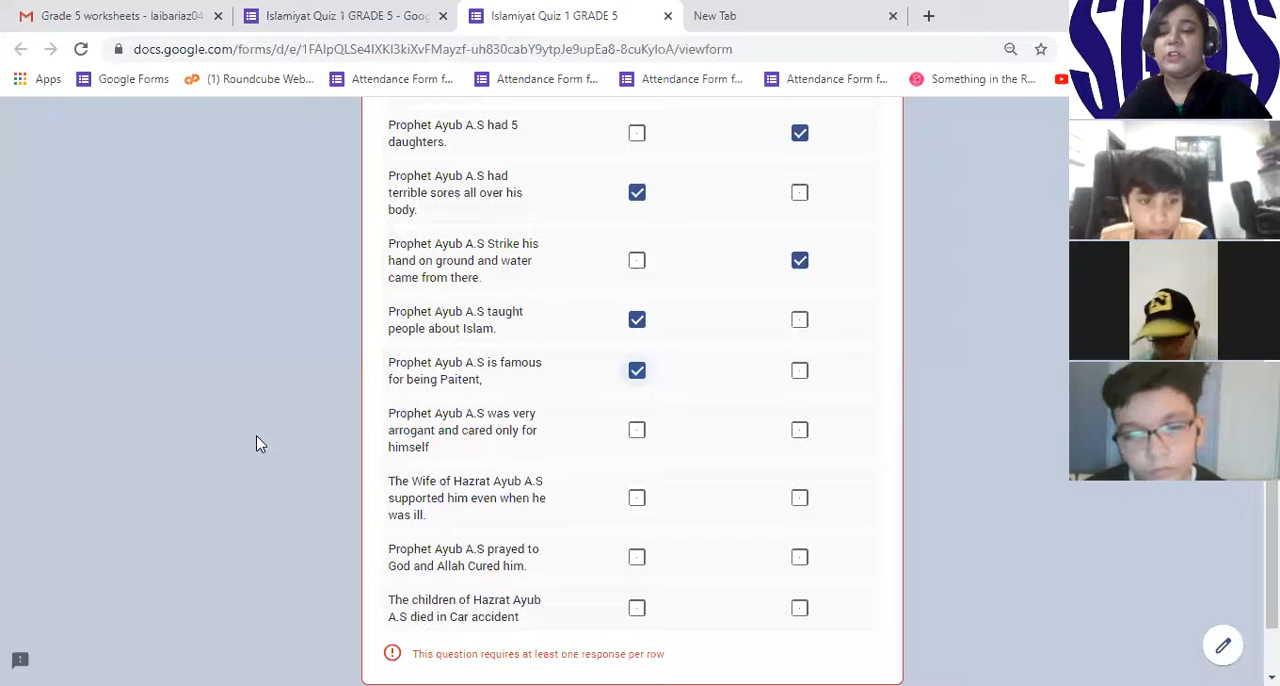 Grade 5 worksheets - laibariaz04
Islamiyat Quiz 1 GRADE 5 - Goog
Islamiyat Quiz 1 GRADE 5
New Tab
docs.google.com/forms/d/e/1FAIpQLSe4IXKI3kiXvFMayzf-uh830cabY9ytpJe9upEa8-8cuKyIoA/viewform
Apps
Google Forms
(1) Roundcube Web...
Attendance Form f...
Attendance Form f...
Attendance Form f...
Attendance Form f...
Something in the R...
Prophet Ayub A.S had 5
daughters.
Prophet Ayub A.S had
terrible sores all over his
body.
Prophet Ayub A.S Strike his
hand on ground and water
came from there.
Prophet Ayub A.S taught
people about Islam.
Prophet Ayub A.S is famous
for being Paitent,
Prophet Ayub A.S was very
arrogant and cared only for
himself
The Wife of Hazrat Ayub A.S
supported him even when he
was ill.
Prophet Ayub A.S prayed to
God and Allah Cured him.
The children of Hazrat Ayub
A.S died in Car accident
This question requires at least one response per row